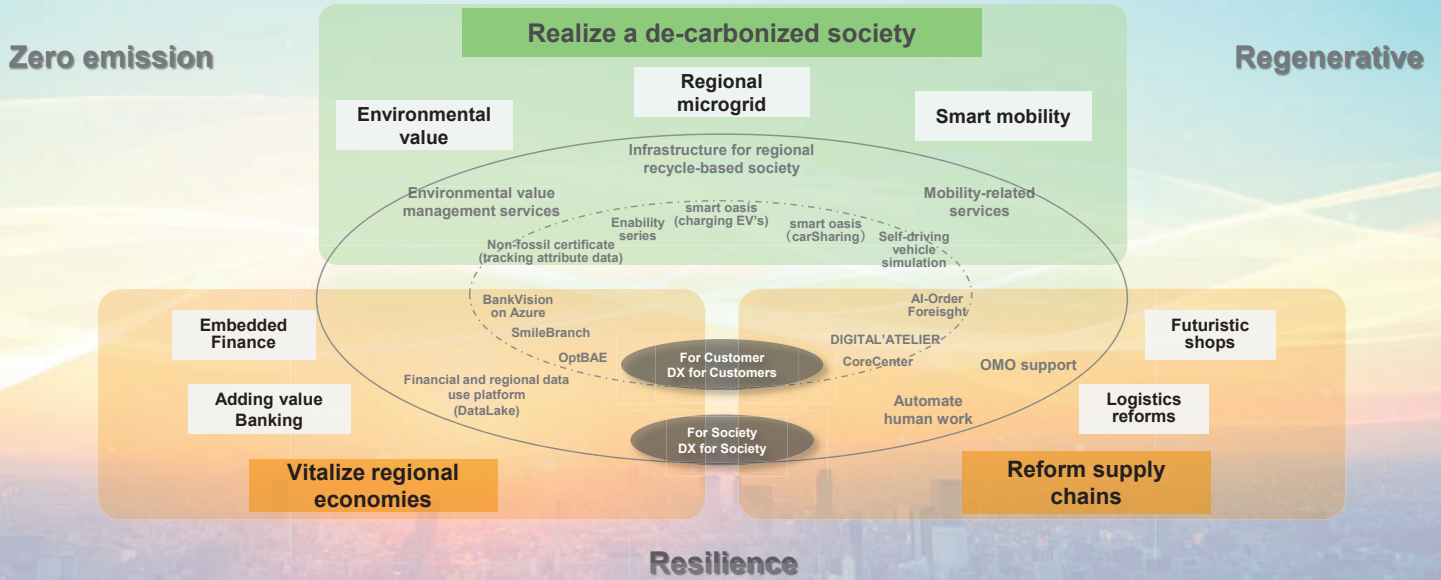 Realize a de-carbonized society
Zero emission
Regenerative
Regional
microgrid
Environmental
value
Smart mobility
Infrastructure for regional
recycle-based society
Environmental value
management services
Mobility-related
services
smart oasis
(charging EV's)
Enability
series
smart oasis
（carSharing）
Self-driving
vehicle
simulation
Non-fossil certificate
(tracking attribute data)
BankVision
on Azure
AI-Order
Foreisght
Embedded
Finance
SmileBranch
DIGITAL'ATELIER
Futuristic
shops
OptBAE
For Customer
DX for Customers
CoreCenter
OMO support
Financial and regional data
use platform
(DataLake)
Adding value
Banking
Automate
human work
Logistics
reforms
For Society
DX for Society
Vitalize regional
economies
Reform supply
chains
Resilience